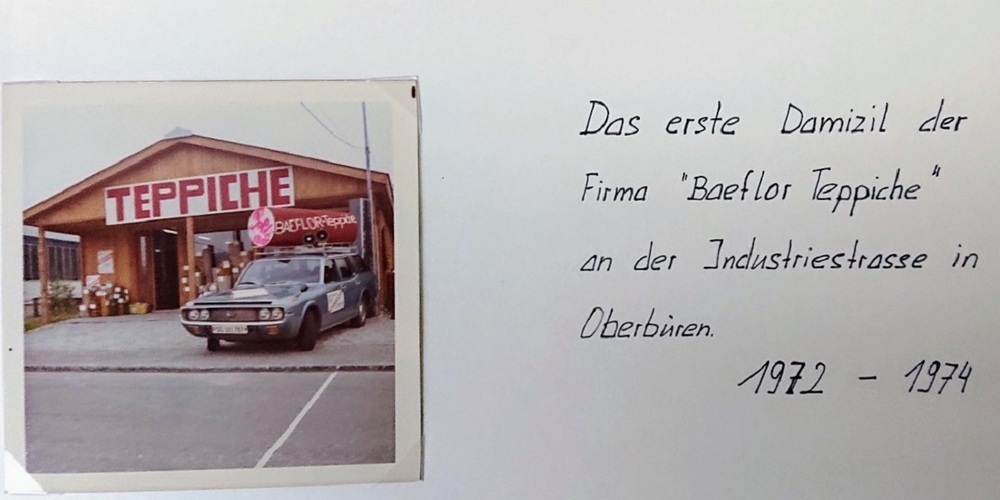 TEPPICHE
BAEFLOR-Teppiche
Das erste Damizil der
Firma "Baeflor Teppiche"
an der Industriestrasse in
Oberbüren.
1972 - 1974